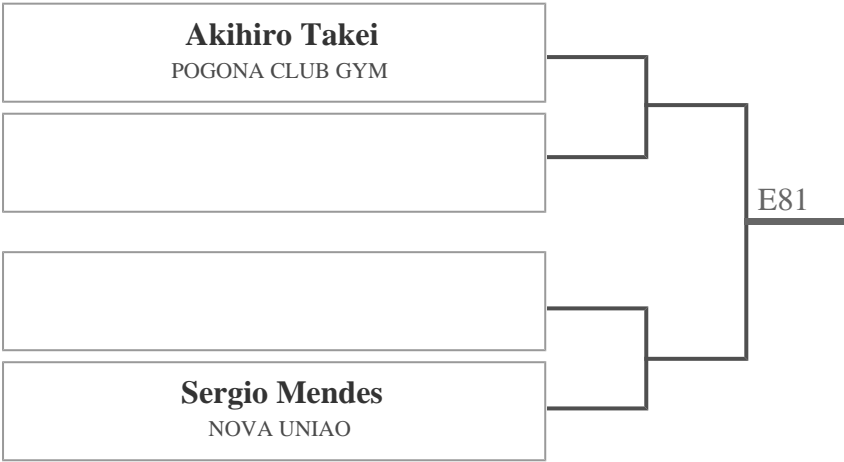 Akihiro Takei
POGONA CLUB GYM
E81
Sergio Mendes
NOVA UNIAO